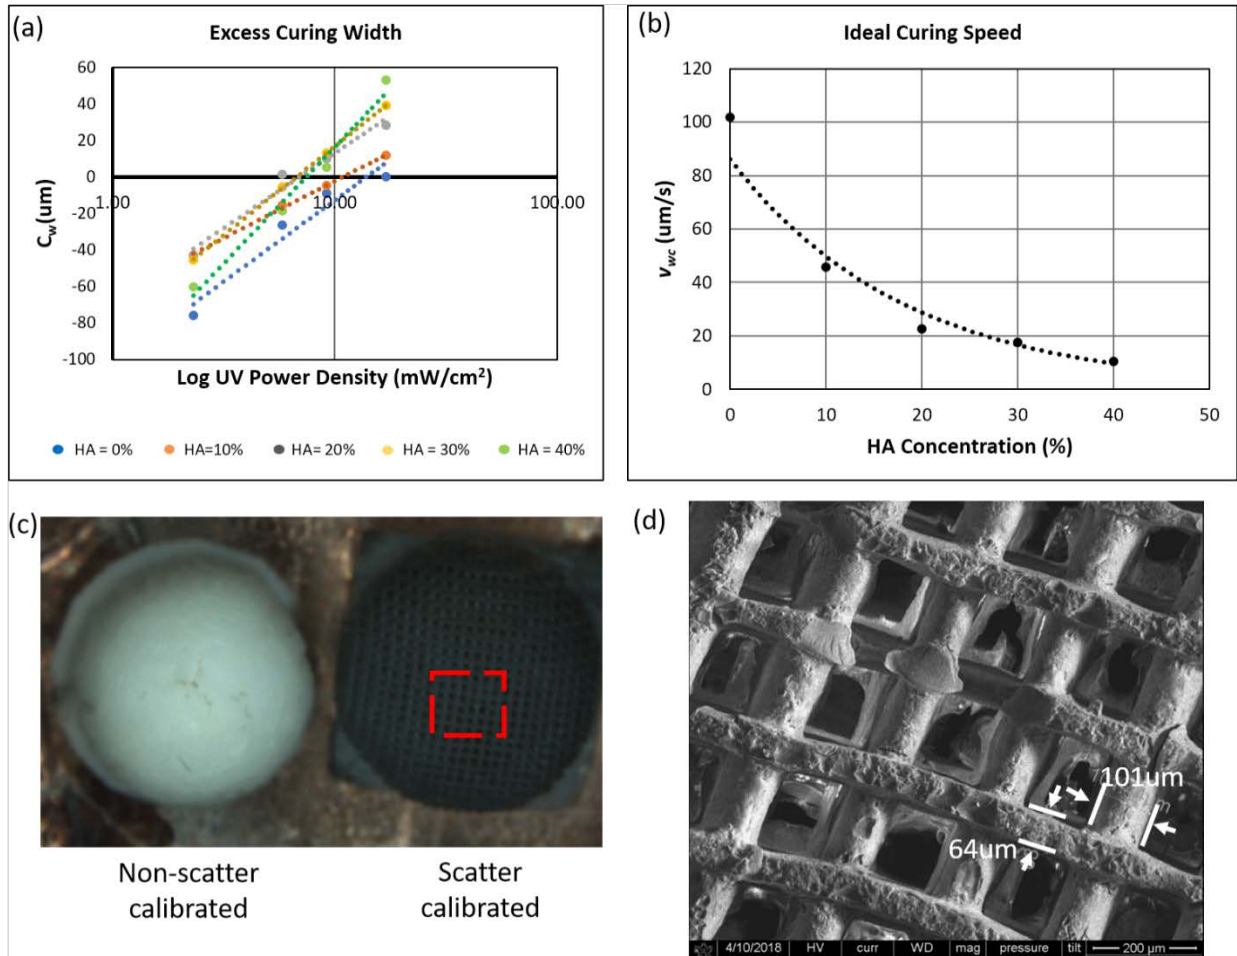 (a)
Excess Curing Width
60
40
20
0
-20
-40
-60
-80
-100
1.00
10.00
100.00
Cw(um)
Log UV Power Density (mW/cm²)
HA = 0%
HA=10%
HA= 20%
HA = 30%
HA = 40%
(b)
Ideal Curing Speed
120
100
80
60
40
20
0
0
10
20
30
40
50
vwc (um/s)
HA Concentration (%)
(c)
Non-scatter
calibrated
Scatter
calibrated
(d)
101um
64um
4/10/2018 HV curr WD mag pressure tilt 200 µm